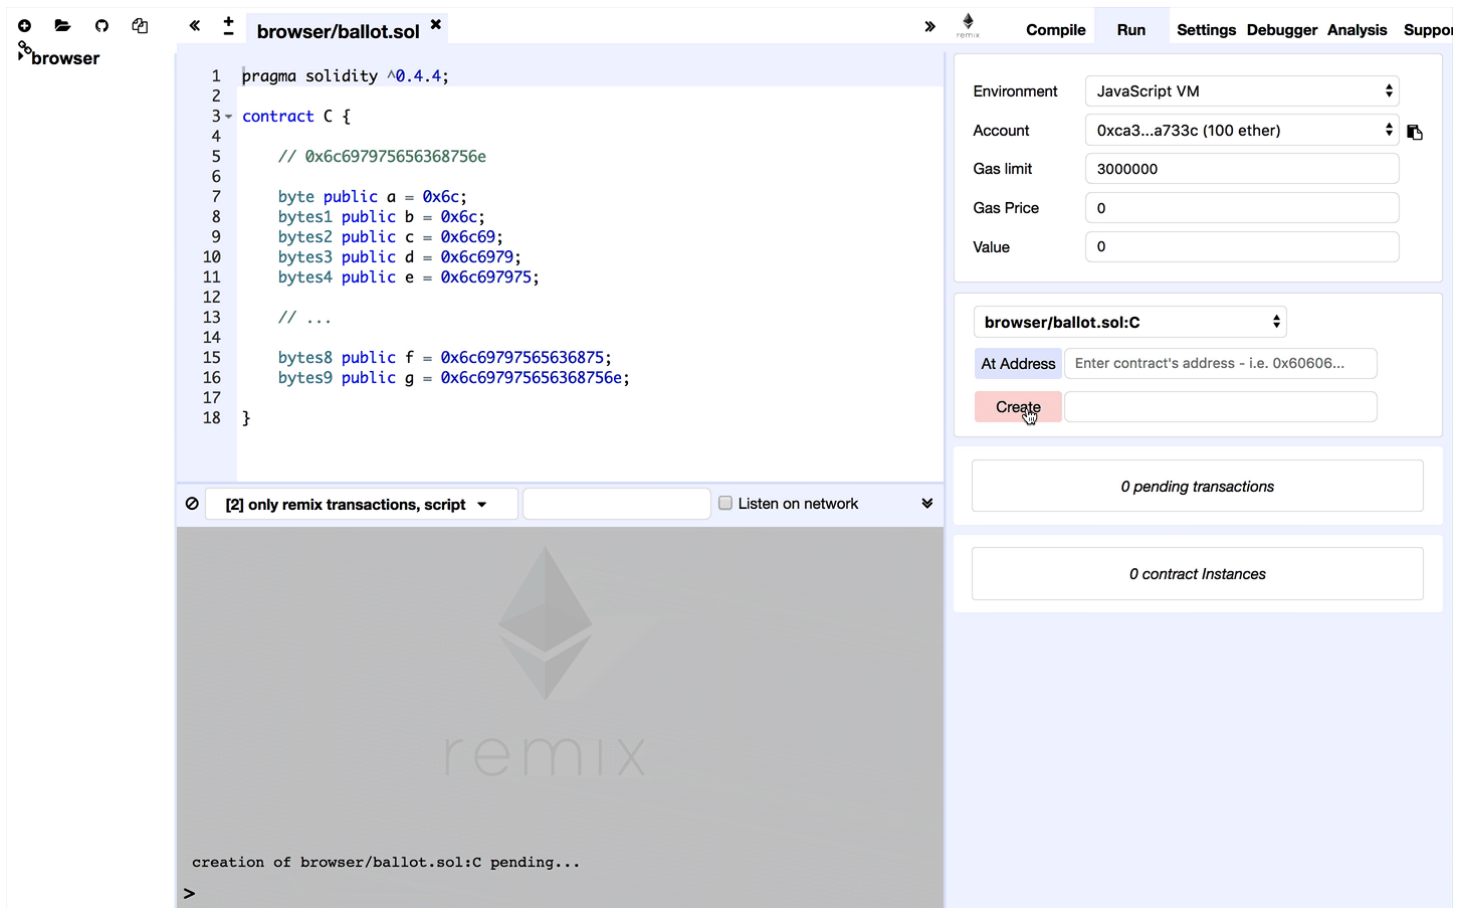 browser
browser/ballot.sol ✖
1 pragma solidity ^0.4.4;
2
3 contract C {
4
5 // 0x6c697975656368756e
6
7 byte public a = 0x6c;
8 bytes1 public b = 0x6c;
9 bytes2 public c = 0x6c69;
10 bytes3 public d = 0x6c6979;
11 bytes4 public e = 0x6c697975;
12
13 // ...
14
15 bytes8 public f = 0x6c69797565636875;
16 bytes9 public g = 0x6c697975656368756e;
17
18 }
[2] only remix transactions, script
Listen on network
remix
creation of browser/ballot.sol:C pending...
>
remix
Compile Run Settings Debugger Analysis Suppo
Environment JavaScript VM
Account 0xca3...a733c (100 ether)
Gas limit 3000000
Gas Price 0
Value 0
browser/ballot.sol:C
At Address Enter contract's address - i.e. 0x60606...
Create
0 pending transactions
0 contract Instances